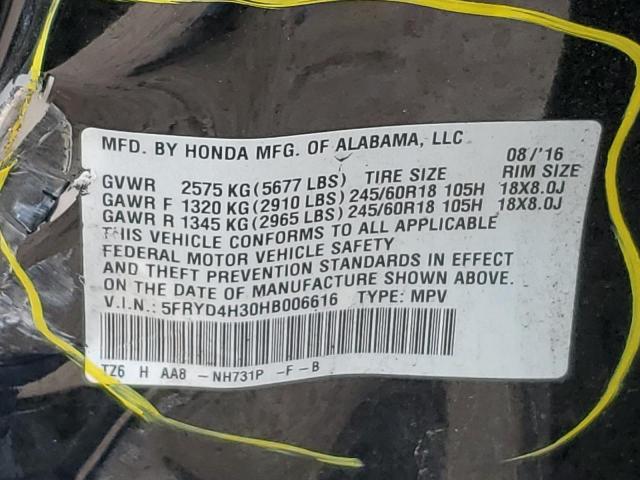 MFD. BY HONDA MFG. OF ALABAMA, LLC 08/'16
GVWR 2575 KG (5677 LBS) TIRE SIZE RIM SIZE
GAWR F 1320 KG (2910 LBS) 245/60R18 105H 18X8.0J
GAWR R 1345 KG (2965 LBS) 245/60R18 105H 18X8.0J
THIS VEHICLE CONFORMS TO ALL APPLICABLE
FEDERAL MOTOR VEHICLE SAFETY
AND THEFT PREVENTION STANDARDS IN EFFECT
ON THE DATE OF MANUFACTURE SHOWN ABOVE.
V.I.N.: 5FRYD4H30HB006616 TYPE: MPV
TZ6 H AA8 -NH731P -F-B